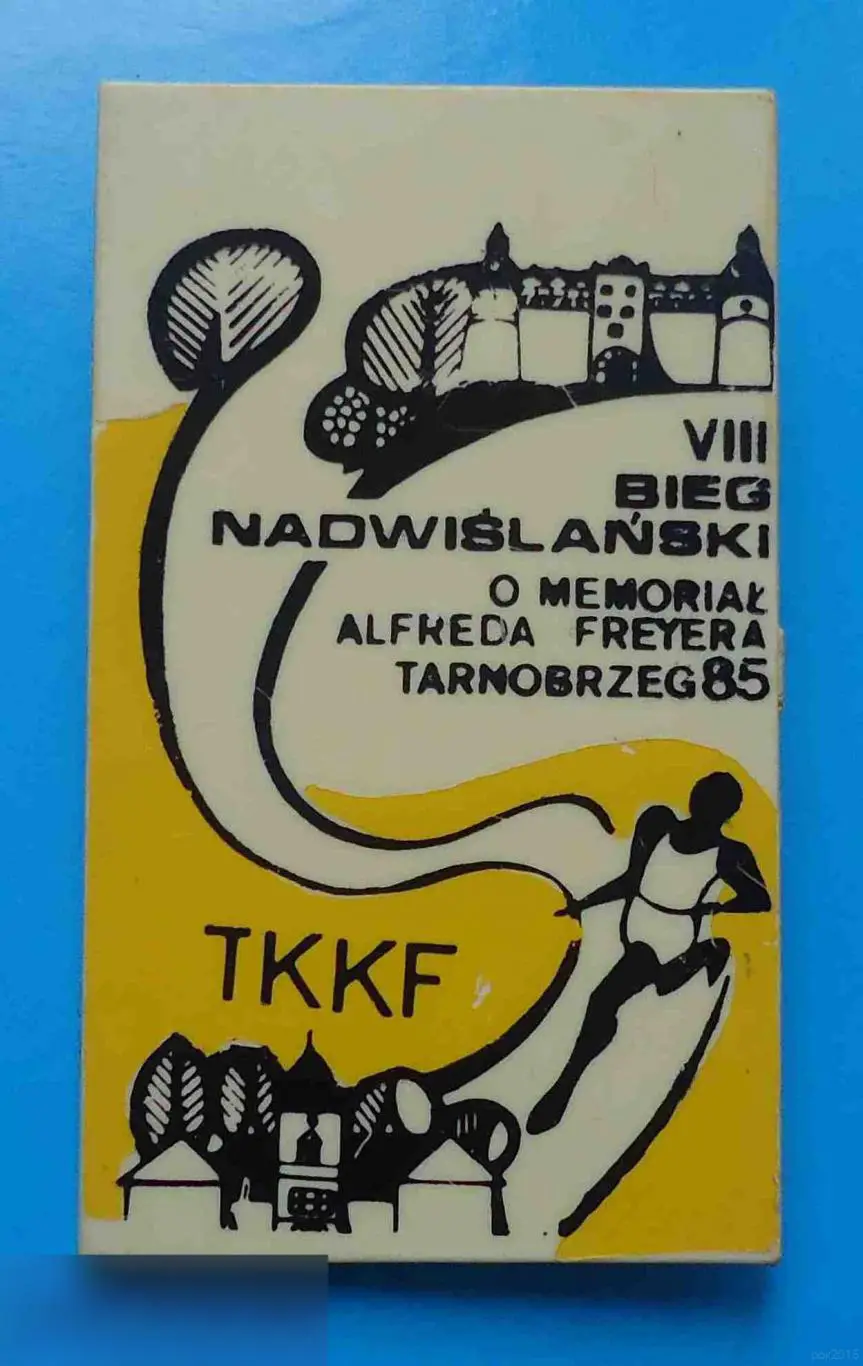 VIII
BIEG
NADWIŚLAŃSKI
O MEMORIAŁ
ALFREDA FREYERA
TARNOBRZEG 85
TKKF